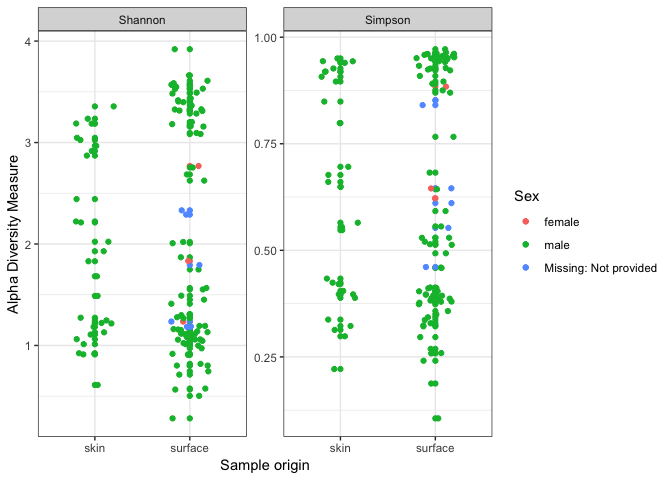 Shannon
Simpson
Alpha Diversity Measure
4
3
2
1
1.00
0.75
0.50
0.25
skin
surface
skin
surface
Sample origin
Sex
female
male
Missing: Not provided